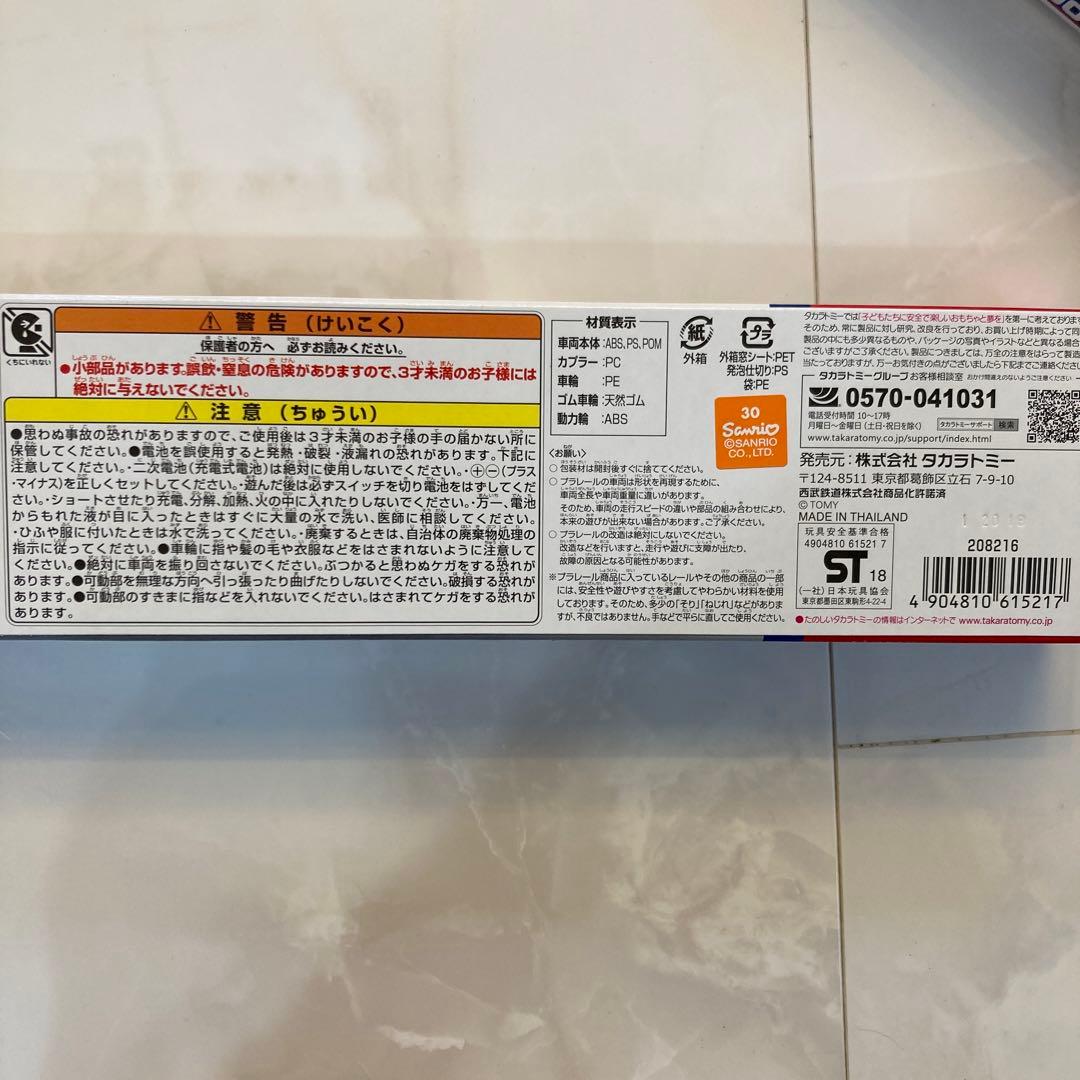 くちにいれない
警告（けいこく）
保護者の方へ 必ずお読みください。
●小部品があります。誤飲・窒息の危険がありますので、3才未満のお子様には
絶対に与えないでください。
注意（ちゅうい）
●思わぬ事故の恐れがありますので、ご使用後は3才未満のお子様の手の届かない所に
保管してください。●電池を誤使用すると発熱・破裂・液漏れの恐れがあります。下記に
注意してください。・二次電池(充電式電池)は絶対に使用しないでください。・⊕⊖(プラス・
マイナス)を正しくセットしてください。・遊んだ後は必ずスイッチを切り電池をはずしてくださ
い。・ショートさせたり充電、分解、加熱、火の中に入れたりしないでください。・万一、電池
からもれた液が目に入ったときはすぐに大量の水で洗い、医師に相談してください。
・ひふや服に付いたときは水で洗ってください。・廃棄するときは、自治体の廃棄物処理の
指示に従ってください。●車輪に指や髪の毛や衣服などをはさまれないように注意して
ください。●絶対に車両を振り回さないでください。ぶつかると思わぬケガをする恐れが
あります。●可動部を無理な方向へ引っ張ったり曲げたりしないでください。破損する恐れが
あります。●可動部のすきまに指などを入れないでください。はさまれてケガをする恐れが
あります。
材質表示
車両本体:ABS,PS,POM
カプラー:PC
車輪:PE
ゴム車輪:天然ゴム
動力輪:ABS
紙
外箱
プラ
外箱窓シート:PET
発泡仕切り:PS
袋:PE
30
Sanrio
©SANRIO
CO., LTD.
〈お願い〉
○包装材は開封後すぐに捨ててください。
○プラレールの車両は形状を再現するために、
車両全長や車両重量に違いがあります。
そのため、車両の走行スピードの違いや部品の組み合わせにより、
本来の遊びが出来ない場合があります。ご了承ください。
○プラレールの改造は絶対にしないでください。
改造などを行いますと、走行や遊びに支障が出たり、
故障の原因となる可能性があります。
※プラレール商品に入っているレールやその他の商品の一部
には、安全性や遊びやすさを考慮してやわらかい材料を使用
しております。そのため、多少の「そり」「ねじれ」などがありま
すが、不良ではありません。手などで平らに直してご使用ください。
タカラトミーでは「子どもたちに安全で楽しいおもちゃと夢を」を第一に考えており
そのため、常に製品に対し研究、改良を行っており、お買い上げ時期によって同
製品の中にも多少異なるものや、パッケージの写真やイラストなどと異なる場合
ございますがご了承ください。製品につきましては、万全の注意をはらって製造
当たっておりますが、万一お気付きの点がございましたら下記までご連絡くださ
タカラトミーグループお客様相談室 おかけ間違えのないようご注意ください
0570-041031
電話受付時間 10〜17時
月曜日〜金曜日(土・日・祝日を除く)
タカラトミーサポート 検索
www.takaratomy.co.jp/support/index.html
発売元：株式会社 タカラトミー
〒124-8511 東京都葛飾区立石 7-9-10
西武鉄道株式会社商品化許諾済
©TOMY
MADE IN THAILAND
玩具安全基準合格
4904810 61521 7
ST 18
(一社)日本玩具協会
東京都墨田区東駒形4-22-4
208216
4 904810 615217
●たのしいタカラトミーの情報はインターネットで www.takaratomy.co.jp